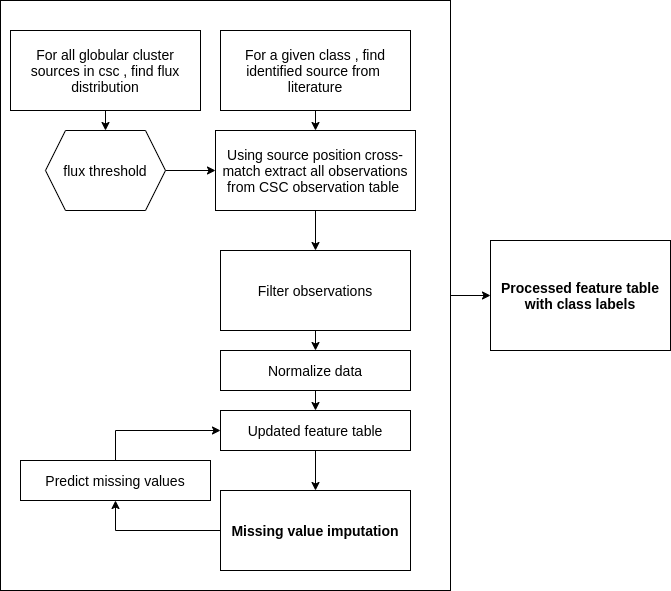 For all globular cluster
sources in csc , find flux
distribution
For a given class , find
identified source from
literature
flux threshold
Using source position cross-
match extract all observations
from CSC observation table
Filter observations
Normalize data
Updated feature table
Predict missing values
Missing value imputation
Processed feature table
with class labels